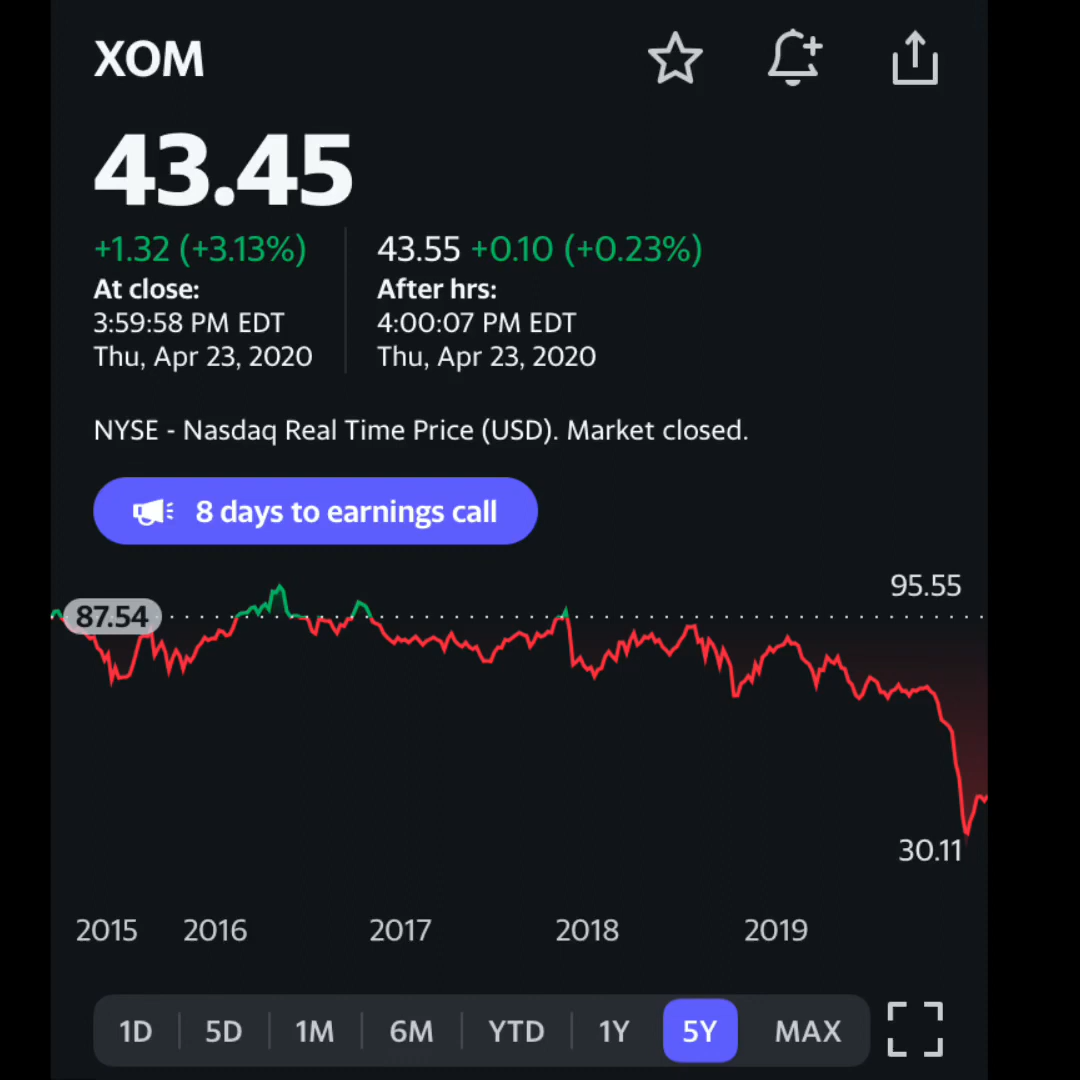 XOM
43.45
+1.32 (+3.13%)
At close:
3:59:58 PM EDT
Thu, Apr 23, 2020
43.55 +0.10 (+0.23%)
After hrs:
4:00:07 PM EDT
Thu, Apr 23, 2020
NYSE - Nasdaq Real Time Price (USD). Market closed.
8 days to earnings call
95.55
87.54
30.11
2015 2016 2017 2018 2019
1D 5D 1M 6M YTD 1Y 5Y MAX